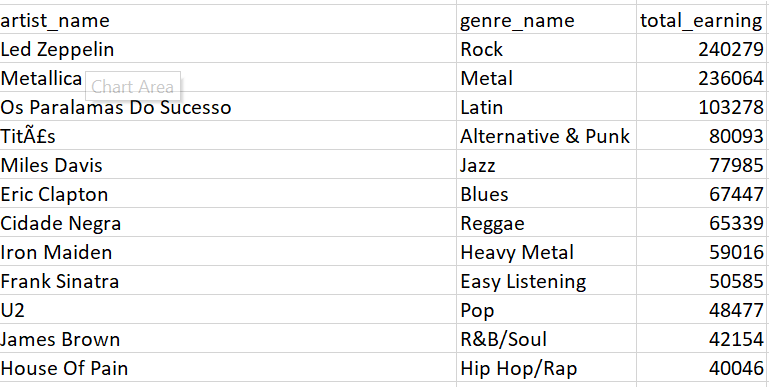 artist_name genre_name total_earning
Led Zeppelin Rock 240279
Metallica Metal 236064
Chart Area
Os Paralamas Do Sucesso Latin 103278
TitÃ£s Alternative & Punk 80093
Miles Davis Jazz 77985
Eric Clapton Blues 67447
Cidade Negra Reggae 65339
Iron Maiden Heavy Metal 59016
Frank Sinatra Easy Listening 50585
U2 Pop 48477
James Brown R&B/Soul 42154
House Of Pain Hip Hop/Rap 40046